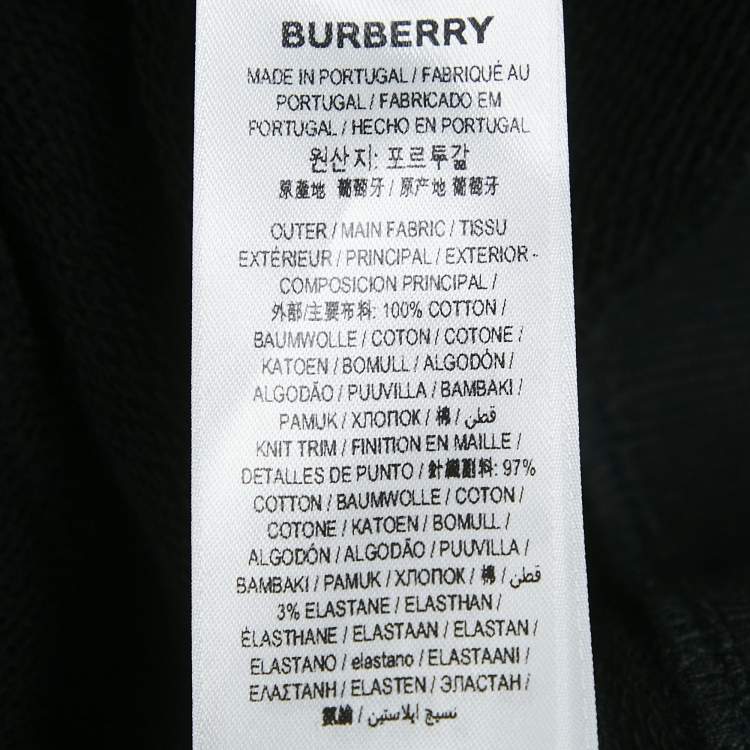 BURBERRY
MADE IN PORTUGAL / FABRIQUÉ AU
PORTUGAL / FABRICADO EM
PORTUGAL / HECHO EN PORTUGAL
원산지: 포르투갈
原產地 葡萄牙 / 原产地 葡萄牙
OUTER / MAIN FABRIC / TISSU
EXTÉRIEUR / PRINCIPAL / EXTERIOR -
COMPOSICION PRINCIPAL /
外部/主要布料: 100% COTTON /
BAUMWOLLE / COTON / COTONE /
KATOEN / BOMULL / ALGODÓN /
ALGODÃO / PUUVILLA / BAMBAKI /
PAMUK / ХЛОПОК / 棉 / قطن /
KNIT TRIM / FINITION EN MAILLE /
DETALLES DE PUNTO / 針織副料: 97%
COTTON / BAUMWOLLE / COTON /
COTONE / KATOEN / BOMULL /
ALGODÓN / ALGODÃO / PUUVILLA /
BAMBAKI / PAMUK / ХЛОПОК / 棉 / قطن /
3% ELASTANE / ELASTHAN /
ÉLASTHANE / ELASTAAN / ELASTAN /
ELASTANO / elastano / ELASTAANI /
ΕΛΑΣΤΑΝΗ / ELASTEN / ЭЛАСТАН /
نسيج ايلاستين /